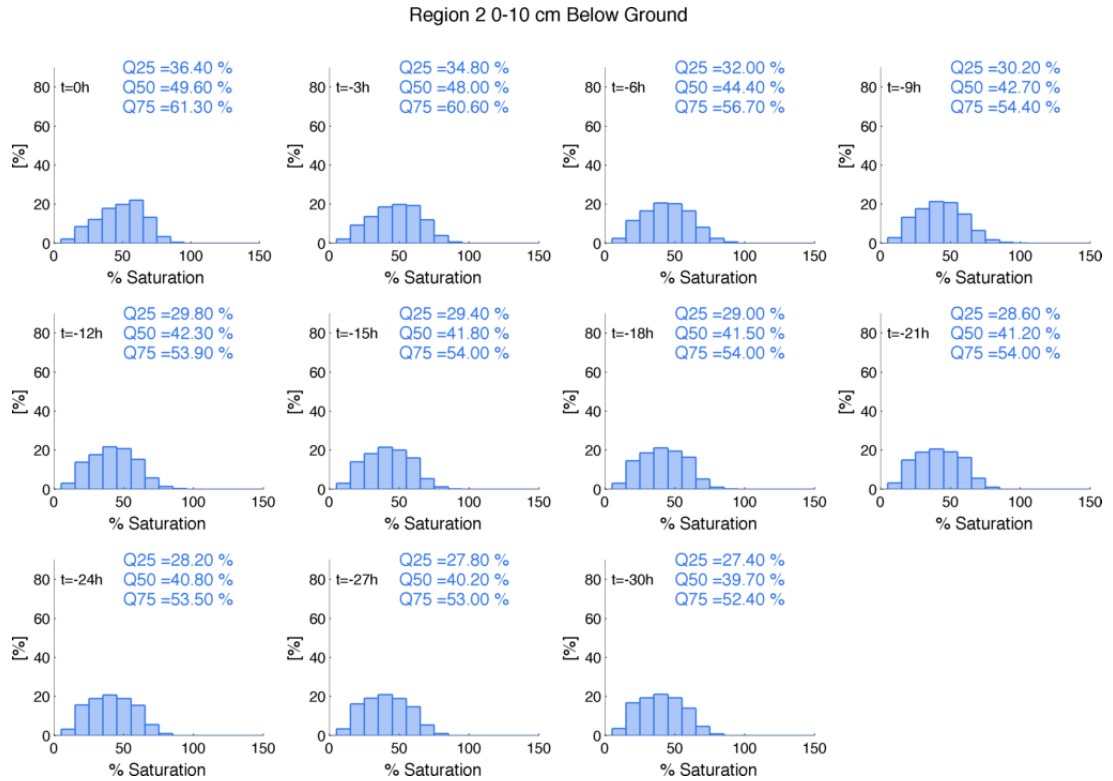 Region 2 0-10 cm Below Ground
t=0h
Q25 =36.40 %
Q50 =49.60 %
Q75 =61.30 %
80
60
40
20
0
[%]
0 50 100 150
% Saturation
t=-3h
Q25 =34.80 %
Q50 =48.00 %
Q75 =60.60 %
80
60
40
20
0
[%]
0 50 100 150
% Saturation
t=-6h
Q25 =32.00 %
Q50 =44.40 %
Q75 =56.70 %
80
60
40
20
0
[%]
0 50 100 150
% Saturation
t=-9h
Q25 =30.20 %
Q50 =42.70 %
Q75 =54.40 %
80
60
40
20
0
[%]
0 50 100 150
% Saturation
t=-12h
Q25 =29.80 %
Q50 =42.30 %
Q75 =53.90 %
80
60
40
20
0
[%]
0 50 100 150
% Saturation
t=-15h
Q25 =29.40 %
Q50 =41.80 %
Q75 =54.00 %
80
60
40
20
0
[%]
0 50 100 150
% Saturation
t=-18h
Q25 =29.00 %
Q50 =41.50 %
Q75 =54.00 %
80
60
40
20
0
[%]
0 50 100 150
% Saturation
t=-21h
Q25 =28.60 %
Q50 =41.20 %
Q75 =54.00 %
80
60
40
20
0
[%]
0 50 100 150
% Saturation
t=-24h
Q25 =28.20 %
Q50 =40.80 %
Q75 =53.50 %
80
60
40
20
0
[%]
0 50 100 150
% Saturation
t=-27h
Q25 =27.80 %
Q50 =40.20 %
Q75 =53.00 %
80
60
40
20
0
[%]
0 50 100 150
% Saturation
t=-30h
Q25 =27.40 %
Q50 =39.70 %
Q75 =52.40 %
80
60
40
20
0
[%]
0 50 100 150
% Saturation